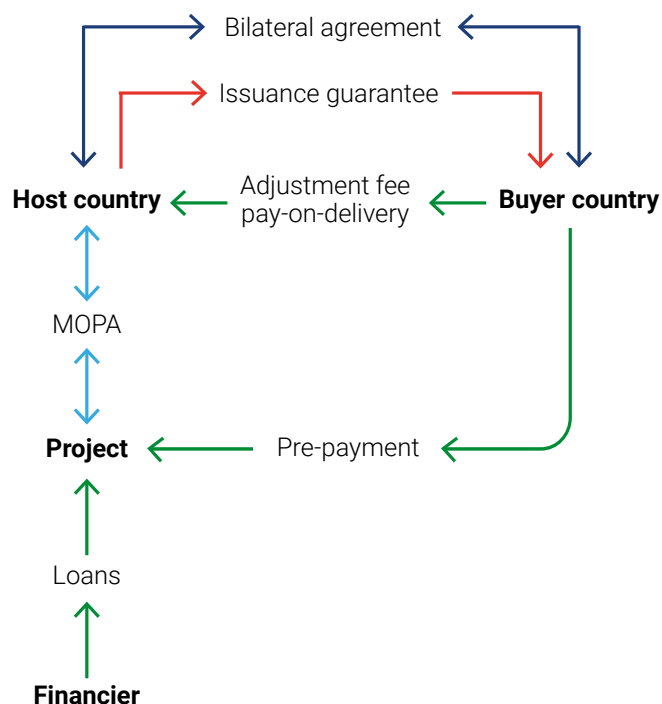 Bilateral agreement
Issuance guarantee
Host country
Adjustment fee
pay-on-delivery
Buyer country
MOPA
Project
Pre-payment
Loans
Financier